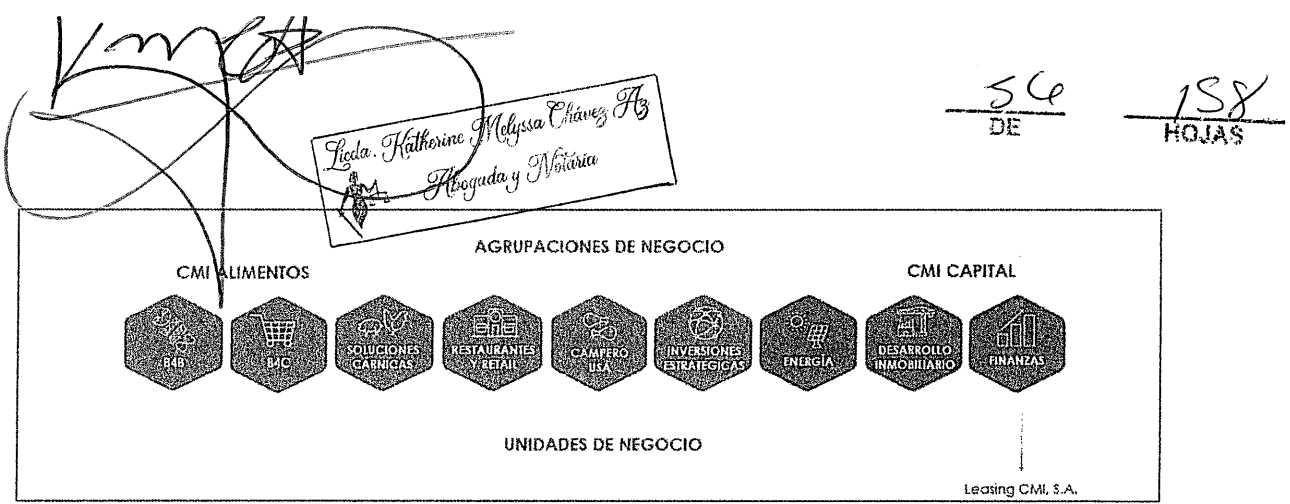 56 158
DE HOJAS
Licda. Katherine Melyssa Chávez Az
Abogada y Notaria
AGRUPACIONES DE NEGOCIO
CMI ALIMENTOS CMI CAPITAL
B4B
B4C
SOLUCIONES
CÁRNICAS
RESTAURANTES
Y RETAIL
CAMPERO
USA
INVERSIONES
ESTRATEGICAS
ENERGÍA
DESARROLLO
INMOBILIARIO
FINANZAS
UNIDADES DE NEGOCIO
Leasing CMI, S.A.